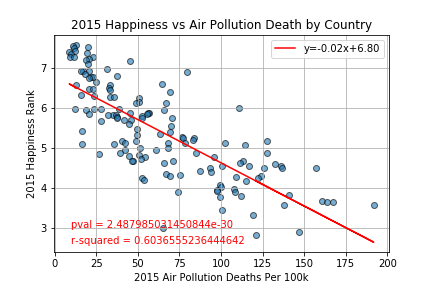 2015 Happiness vs Air Pollution Death by Country
y=-0.02x+6.80
7
6
5
4
3
2015 Happiness Rank
pval = 2.487985031450844e-30
r-squared = 0.6036555236444642
0 25 50 75 100 125 150 175 200
2015 Air Pollution Deaths Per 100k